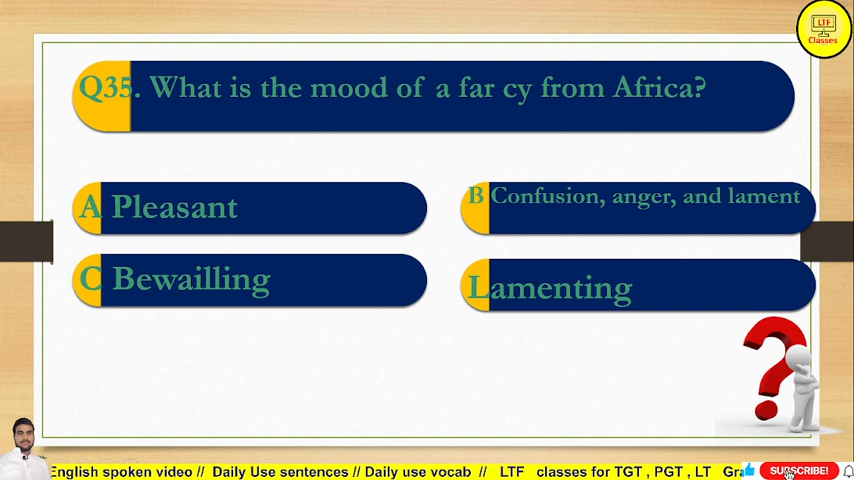 LTF
Classes
Q35. What is the mood of a far cy from Africa?
A Pleasant
B Confusion, anger, and lament
C Bewailling
Lamenting
English spoken video // Daily Use sentences // Daily use vocab // LTF classes for TGT , PGT , LT Gra
SUBSCRIBE!